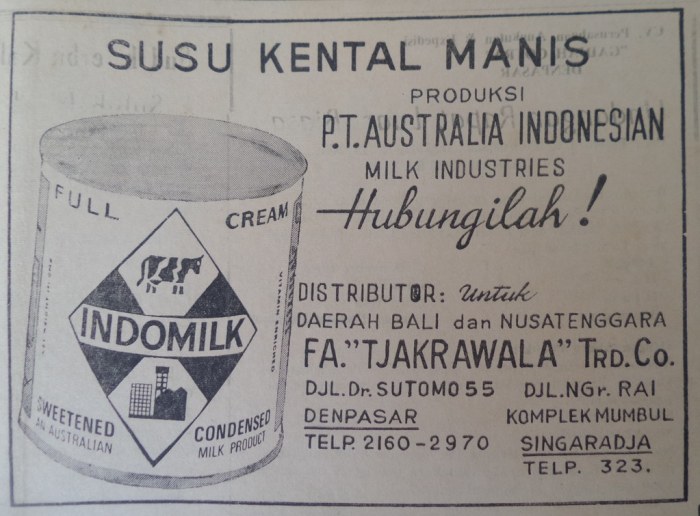 SUSU KENTAL MANIS
PRODUKSI
P.T. AUSTRALIA INDONESIAN
MILK INDUSTRIES
Hubungilah!
FULL CREAM
INDOMILK
VITAMIN ENRICHED
SWEETENED
AN AUSTRALIAN
CONDENSED
MILK PRODUCT
DISTRIBUTOR: untuk
DAERAH BALI dan NUSATENGGARA
FA."TJAKRAWALA" TRD.CO.
DJL.Dr.SUTOMO 55
DENPASAR
TELP. 2160-2970
DJL.NGr. RAI
KOMPLEK MUMBUL
SINGARADJA
TELP. 323.